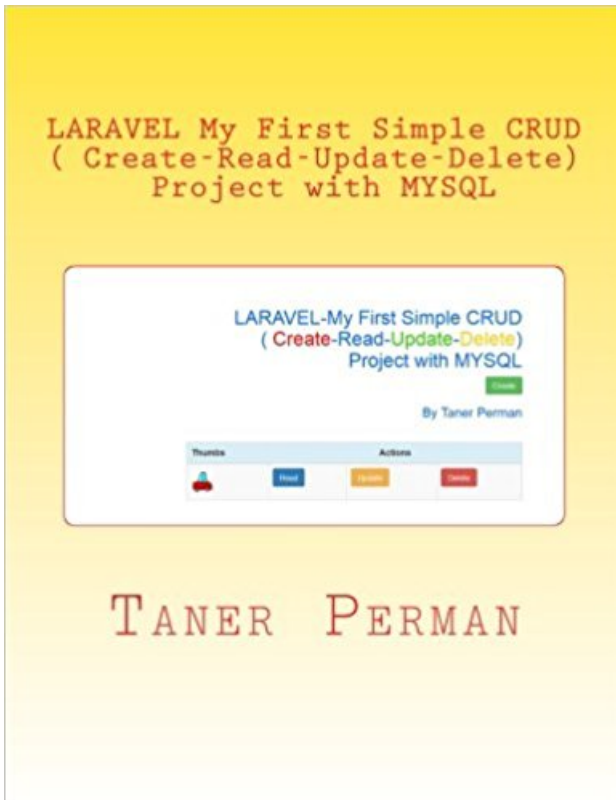 LARAVEL My First Simple CRUD
( Create-Read-Update-Delete)
Project with MYSQL
LARAVEL-My First Simple CRUD
( Create-Read-Update-Delete)
Project with MYSQL
Create
By Taner Perman
Thumbs Actions
Read Update Delete
TANER PERMAN